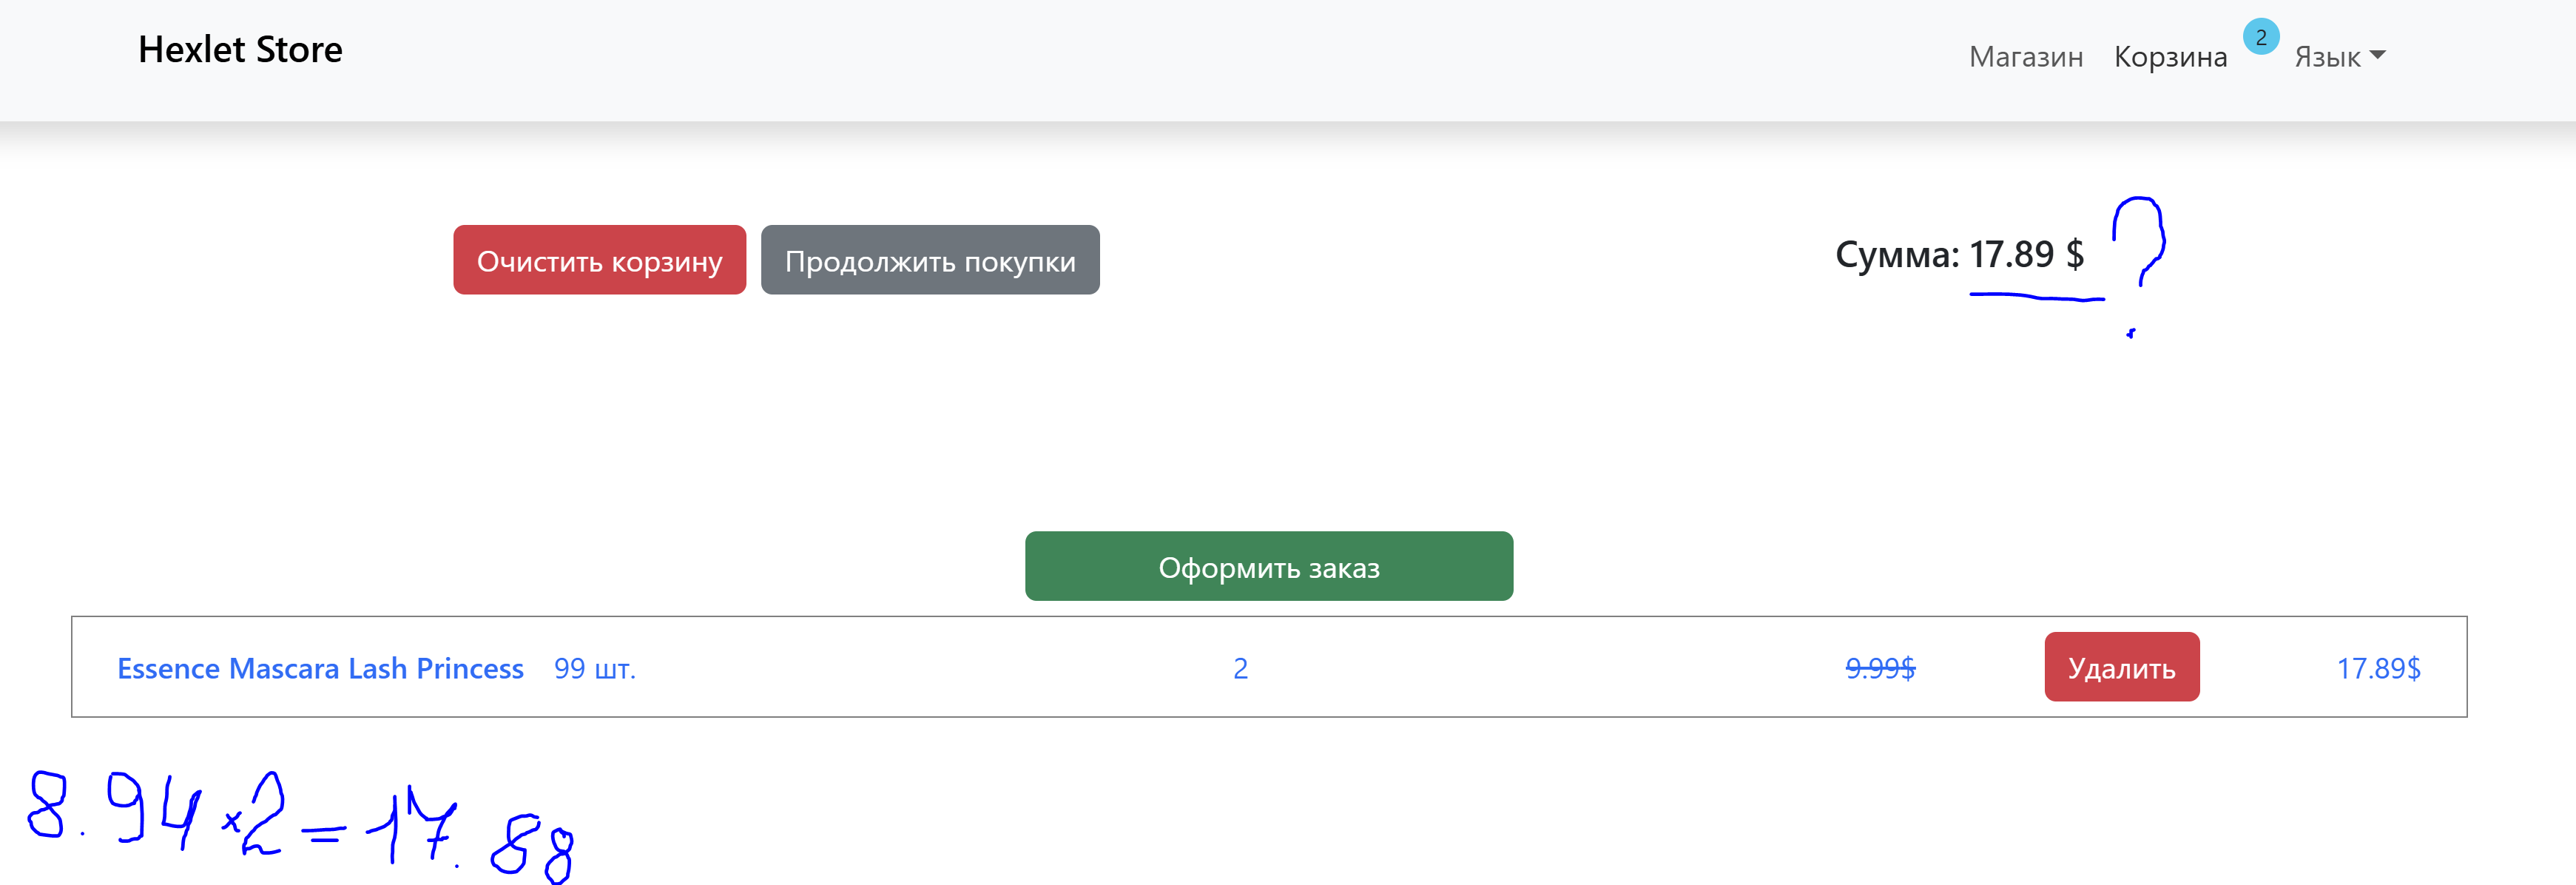 Hexlet Store
Магазин Корзина 2 Язык
Очистить корзину Продолжить покупки Сумма: 17.89 $ ?
Оформить заказ
Essence Mascara Lash Princess 99 шт. 2 9.99$ Удалить 17.89$
8.94 × 2 = 17.88